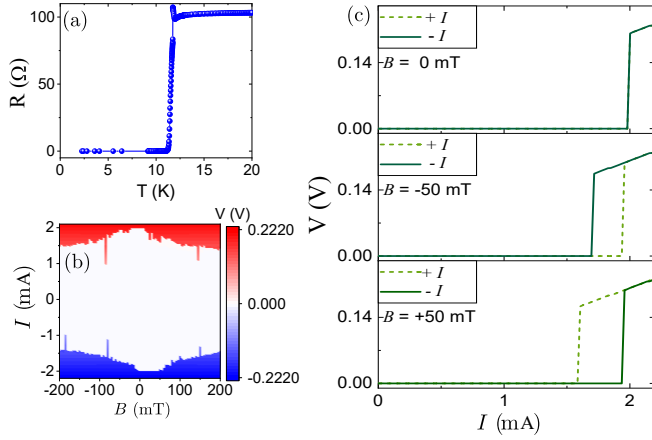 (a)
100
50
0
R (Ω)
0 5 10 15 20
T (K)
V (V)
(b)
2
1
0
-1
-2
I (mA)
-200 -100 0 100 200
B (mT)
0.2220
0.000
-0.2220
(c)
+ I
- I
B = 0 mT
0.14
0.00
+ I
- I
B = -50 mT
0.14
0.00
V (V)
+ I
- I
B = +50 mT
0.14
0.00
0 1 2
I (mA)